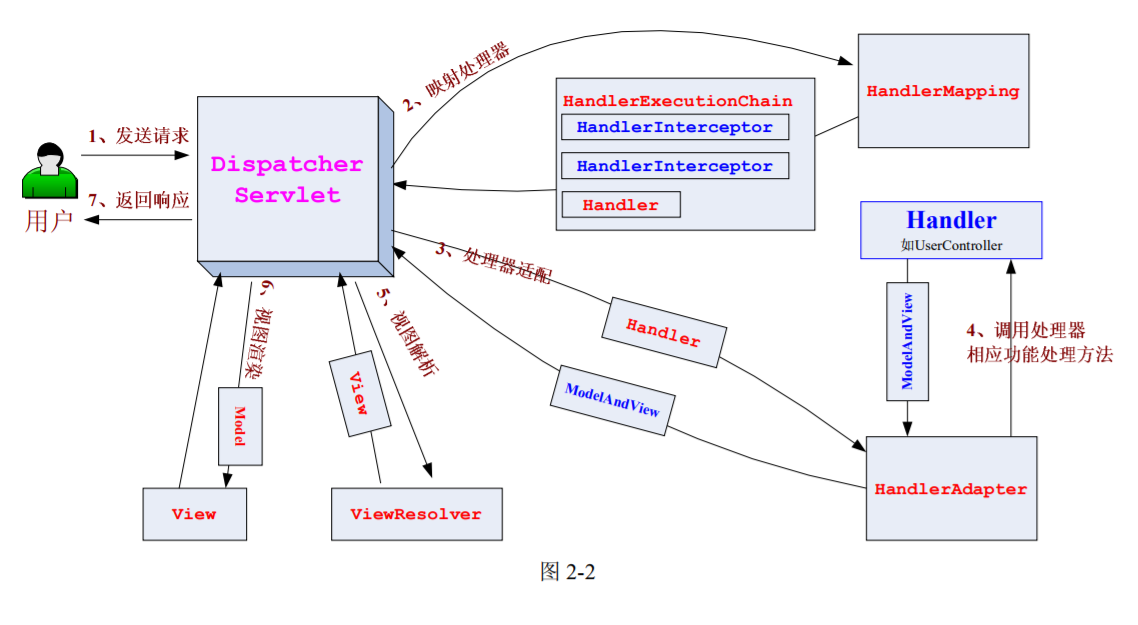 1、发送请求
7、返回响应
用户
Dispatcher
Servlet
2、映射处理器
HandlerExecutionChain
HandlerInterceptor
HandlerInterceptor
Handler
HandlerMapping
Handler
如UserController
3、处理器适配
Handler
ModelAndView
ModelAndView
4、调用处理器
相应功能处理方法
HandlerAdapter
5、视图解析
View
ViewResolver
6、视图渲染
Model
View
图 2-2